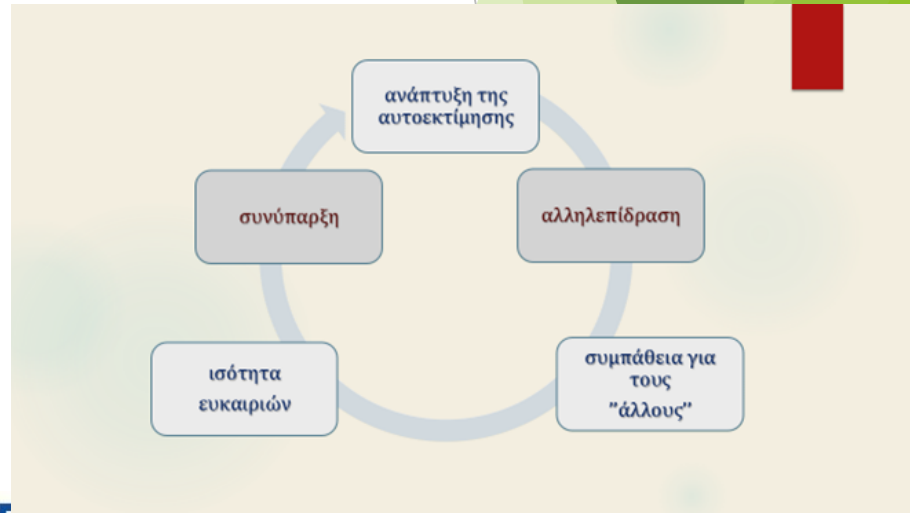 ανάπτυξη της
αυτοεκτίμησης
συνύπαρξη
αλληλεπίδραση
ισότητα
ευκαιριών
συμπάθεια για
τους
”άλλους”